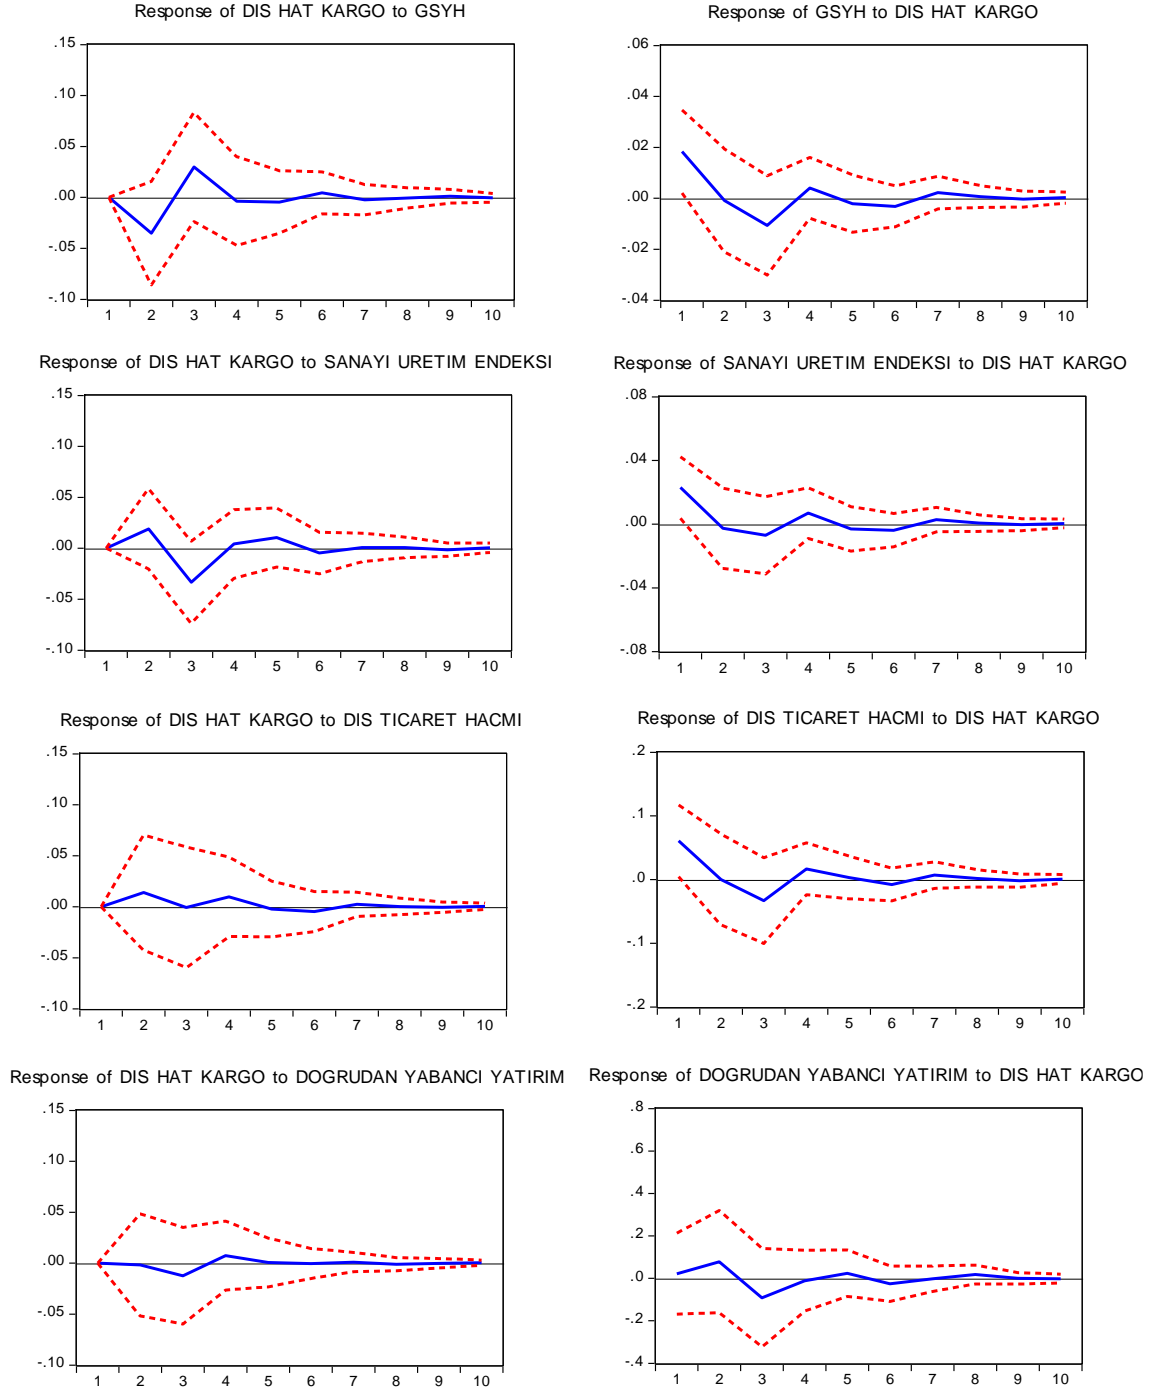 Response of DIS HAT KARGO to GSYH
.15
.10
.05
.00
-.05
-.10
1 2 3 4 5 6 7 8 9 10
Response of GSYH to DIS HAT KARGO
.06
.04
.02
.00
-.02
-.04
1 2 3 4 5 6 7 8 9 10
Response of DIS HAT KARGO to SANAYI URETIM ENDEKSI
.15
.10
.05
.00
-.05
-.10
1 2 3 4 5 6 7 8 9 10
Response of SANAYI URETIM ENDEKSI to DIS HAT KARGO
.08
.04
.00
-.04
-.08
1 2 3 4 5 6 7 8 9 10
Response of DIS HAT KARGO to DIS TICARET HACMI
.15
.10
.05
.00
-.05
-.10
1 2 3 4 5 6 7 8 9 10
Response of DIS TICARET HACMI to DIS HAT KARGO
.2
.1
.0
-.1
-.2
1 2 3 4 5 6 7 8 9 10
Response of DIS HAT KARGO to DOGRUDAN YABANCI YATIRIM
.15
.10
.05
.00
-.05
-.10
1 2 3 4 5 6 7 8 9 10
Response of DOGRUDAN YABANCI YATIRIM to DIS HAT KARGO
.8
.6
.4
.2
.0
-.2
-.4
1 2 3 4 5 6 7 8 9 10